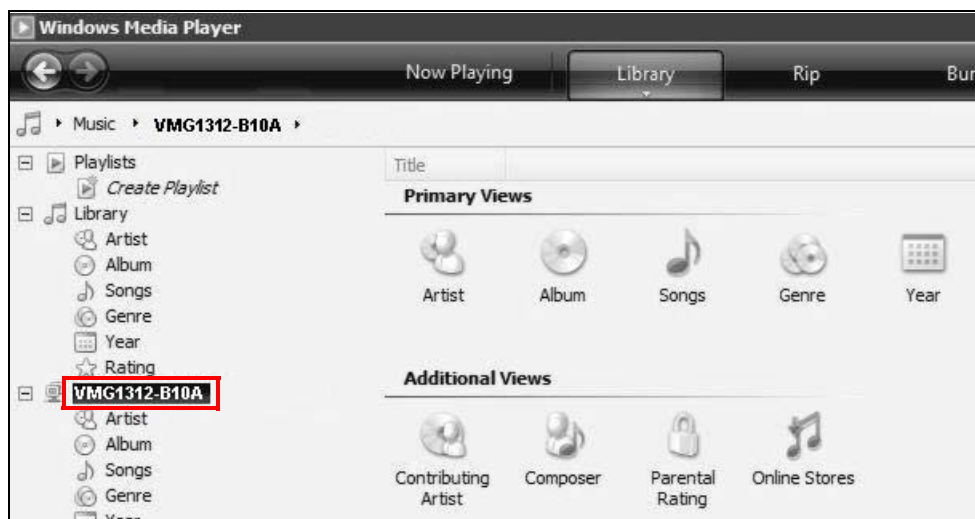 Windows Media Player
Now Playing Library Rip Bur
Music VMG1312-B10A
Playlists
Create Playlist
Library
Artist
Album
Songs
Genre
Year
Rating
VMG1312-B10A
Artist
Album
Songs
Genre
Year
Title
Primary Views
Artist Album Songs Genre Year
Additional Views
Contributing Artist
Composer
Parental Rating
Online Stores